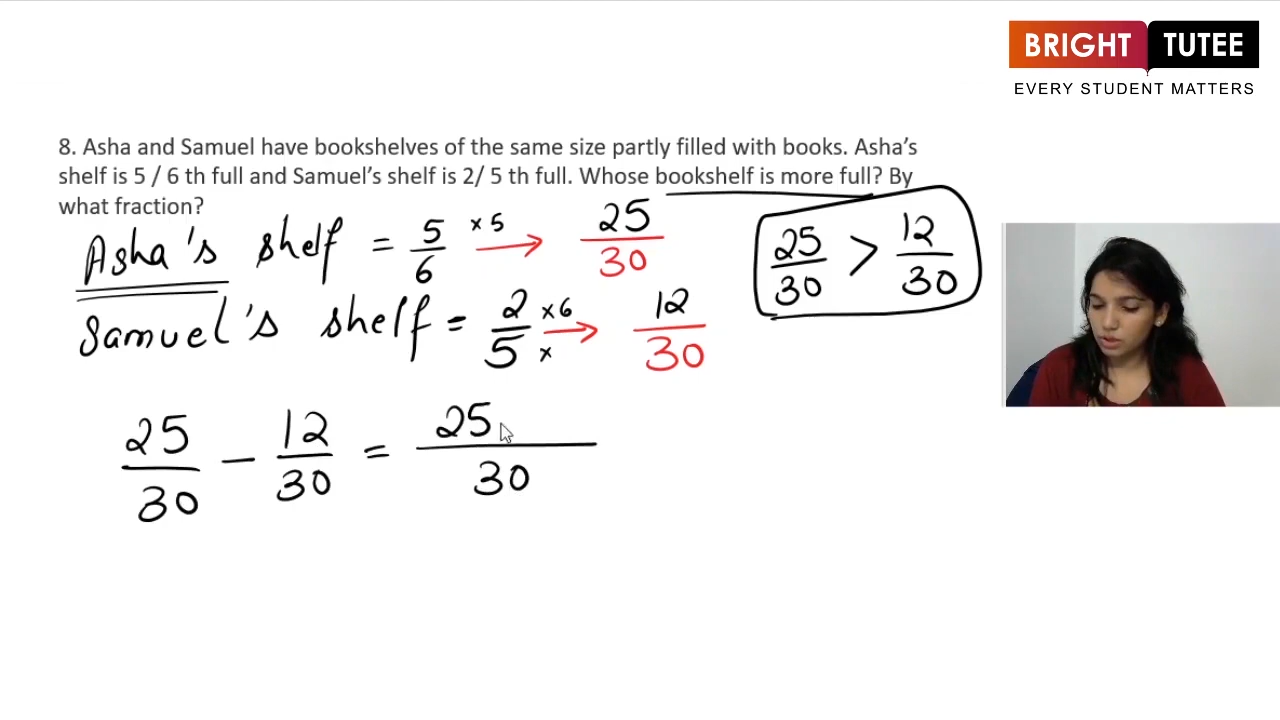 BRIGHT TUTEE
EVERY STUDENT MATTERS
8. Asha and Samuel have bookshelves of the same size partly filled with books. Asha’s
shelf is 5 / 6 th full and Samuel’s shelf is 2/ 5 th full. Whose bookshelf is more full? By
what fraction?
Asha's shelf = 5/6 ×5 → 25/30
25/30 > 12/30
Samuel's shelf = 2/5 ×6 × → 12/30
25/30 − 12/30 = 25/30